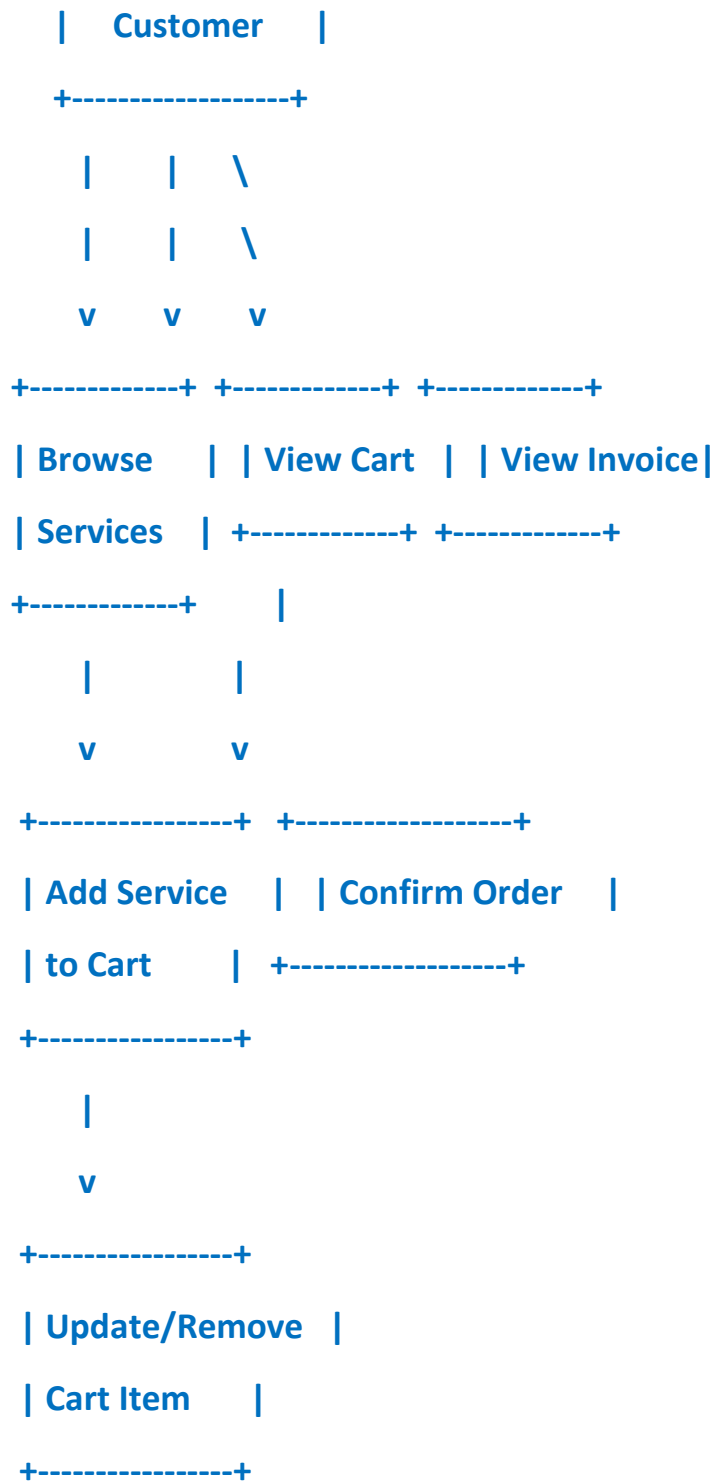 |    Customer    |
+-------------------+
|    |   \
|    |    \
v    v    v
+-------------+  +-------------+  +-------------+
| Browse     |  | View Cart   |  | View Invoice|
| Services   |  +-------------+  +-------------+
+-------------+        |
|            |
v            v
+-----------------+   +-------------------+
| Add Service    |   | Confirm Order     |
| to Cart       |   +-------------------+
+-----------------+
|
v
+-----------------+
| Update/Remove   |
| Cart Item      |
+-----------------+